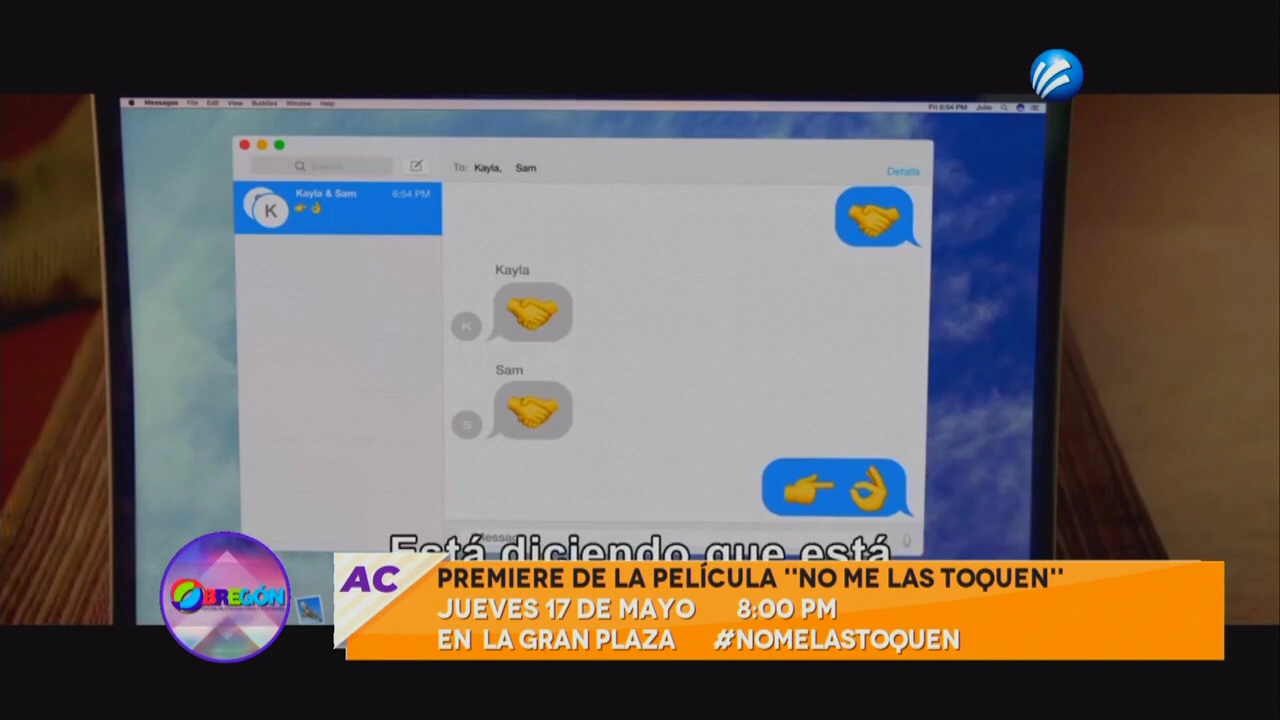 Messages File Edit View Buddies Window Help
Fri 6:54 PM Julie
Search
To: Kayla, Sam
Details
Kayla & Sam 6:54 PM
K
Kayla
K
Sam
S
Está diciendo que está
OBREGÓN
AC
PREMIERE DE LA PELÍCULA "NO ME LAS TOQUEN"
JUEVES 17 DE MAYO 8:00 PM
EN LA GRAN PLAZA #NOMELASTOQUEN